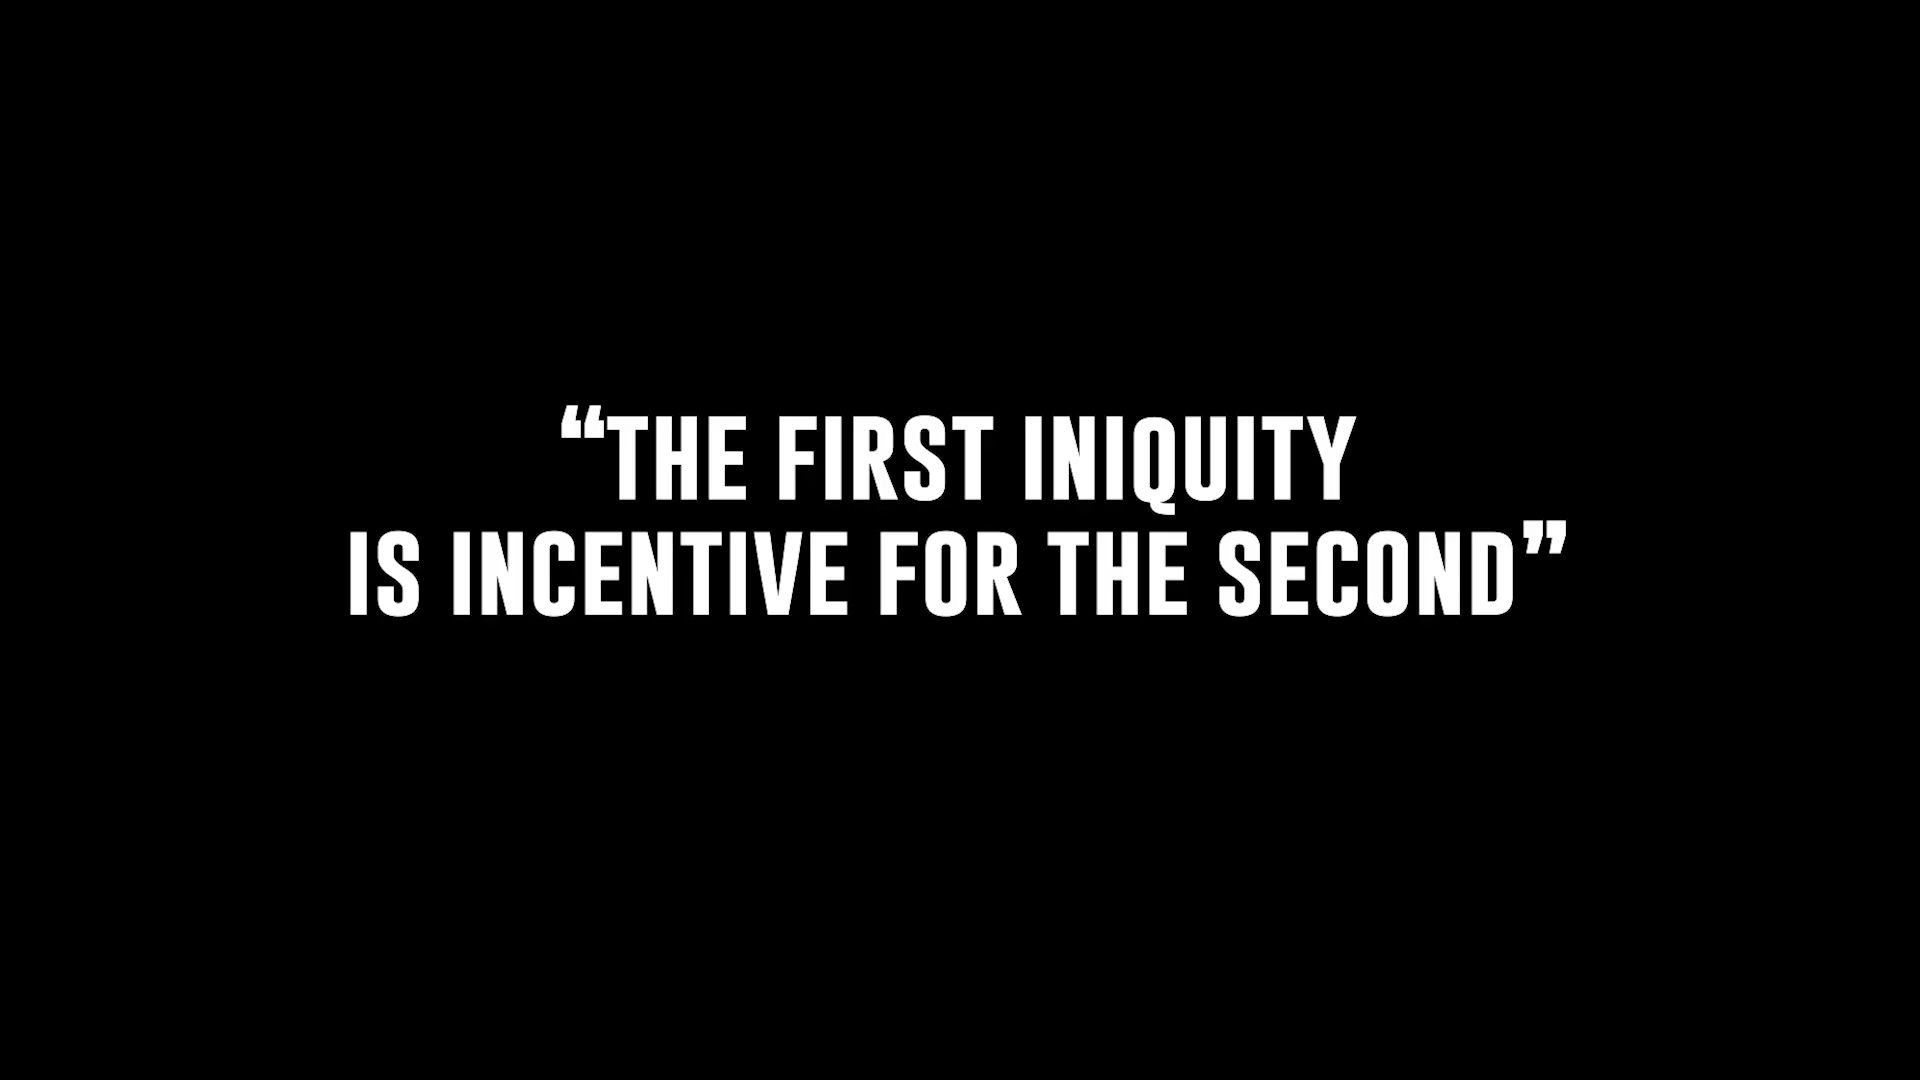 “THE FIRST INIQUITY
IS INCENTIVE FOR THE SECOND”